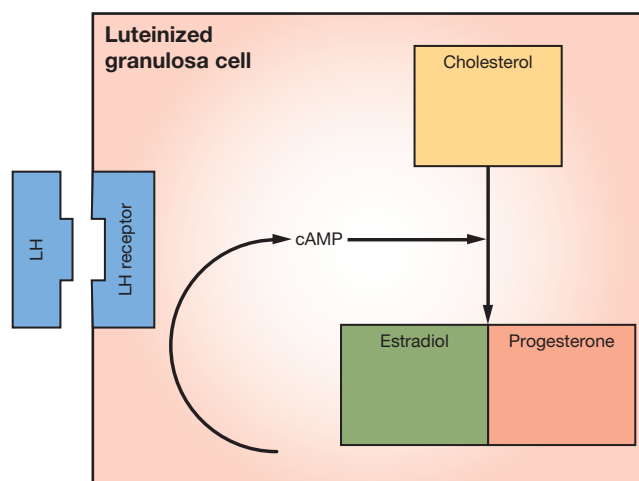 Luteinized
granulosa cell
Cholesterol
LH
LH receptor
cAMP
Estradiol
Progesterone